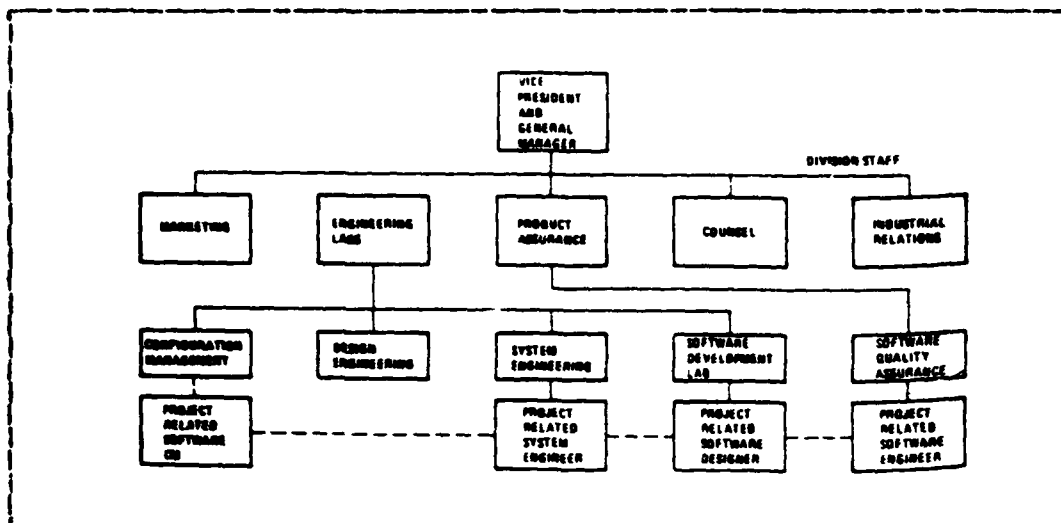 VICE
PRESIDENT
AND
GENERAL
MANAGER
DIVISION STAFF
MARKETING
ENGINEERING
LABS
PRODUCT
ASSURANCE
COUNSEL
INDUSTRIAL
RELATIONS
CONFIGURATION
MANAGEMENT
DESIGN
ENGINEERING
SYSTEM
ENGINEERING
SOFTWARE
DEVELOPMENT
LAB
SOFTWARE
QUALITY
ASSURANCE
PROJECT
RELATED
SOFTWARE
CM
PROJECT
RELATED
SYSTEM
ENGINEER
PROJECT
RELATED
SOFTWARE
DESIGNER
PROJECT
RELATED
SOFTWARE
ENGINEER